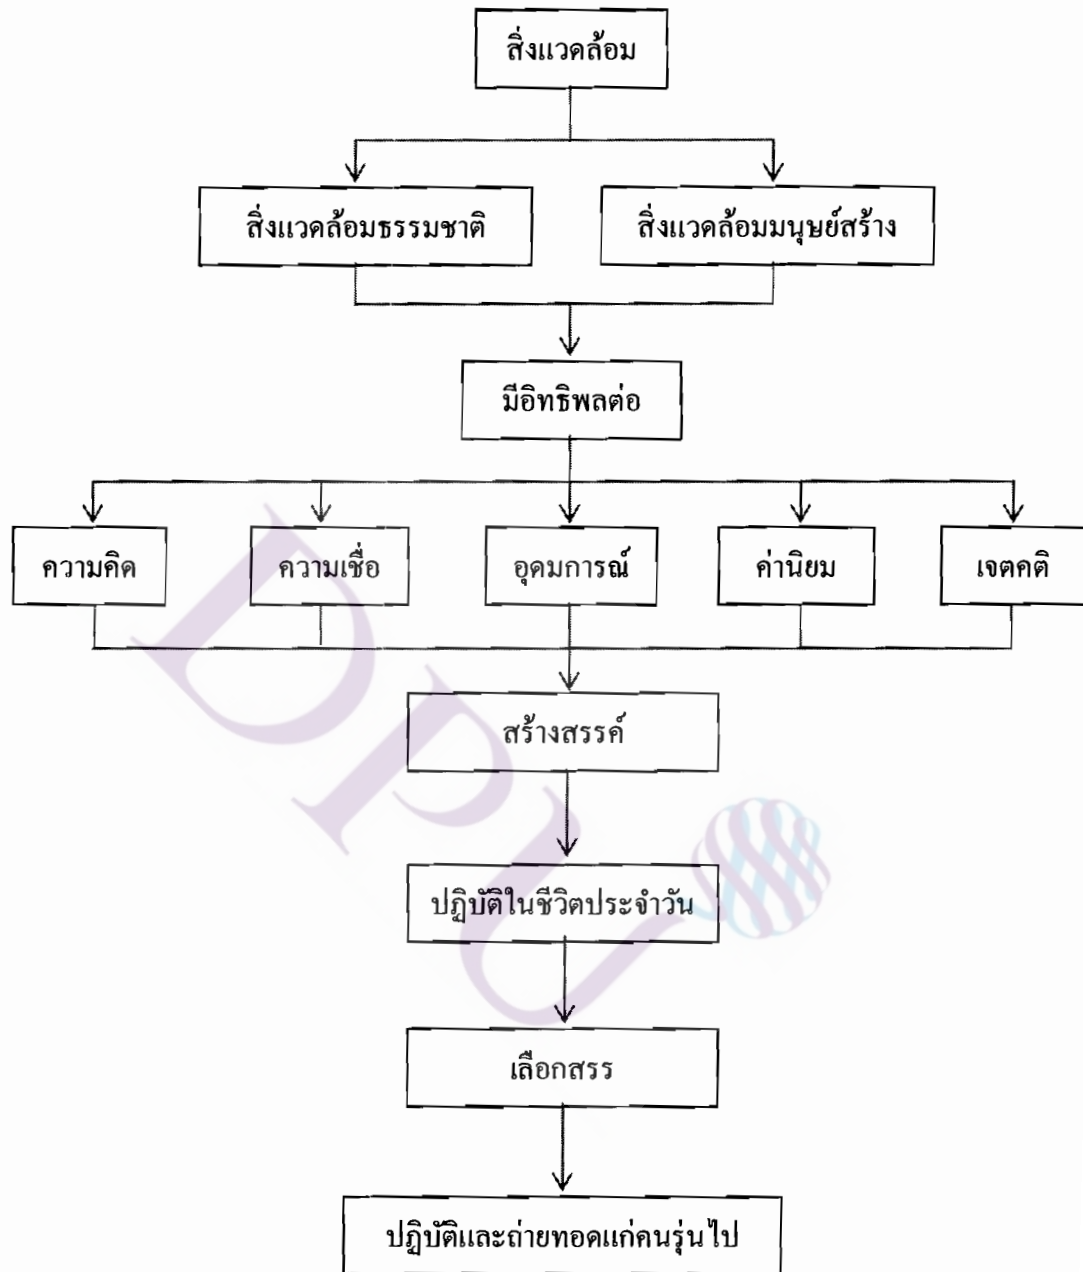 สิ่งแวดล้อม
สิ่งแวดล้อมธรรมชาติ
สิ่งแวดล้อมมนุษย์สร้าง
มีอิทธิพลต่อ
ความคิด
ความเชื่อ
อุดมการณ์
ค่านิยม
เจตคติ
สร้างสรรค์
ปฏิบัติในชีวิตประจำวัน
เลือกสรร
ปฏิบัติและถ่ายทอดแก่คนรุ่นไป
DPU